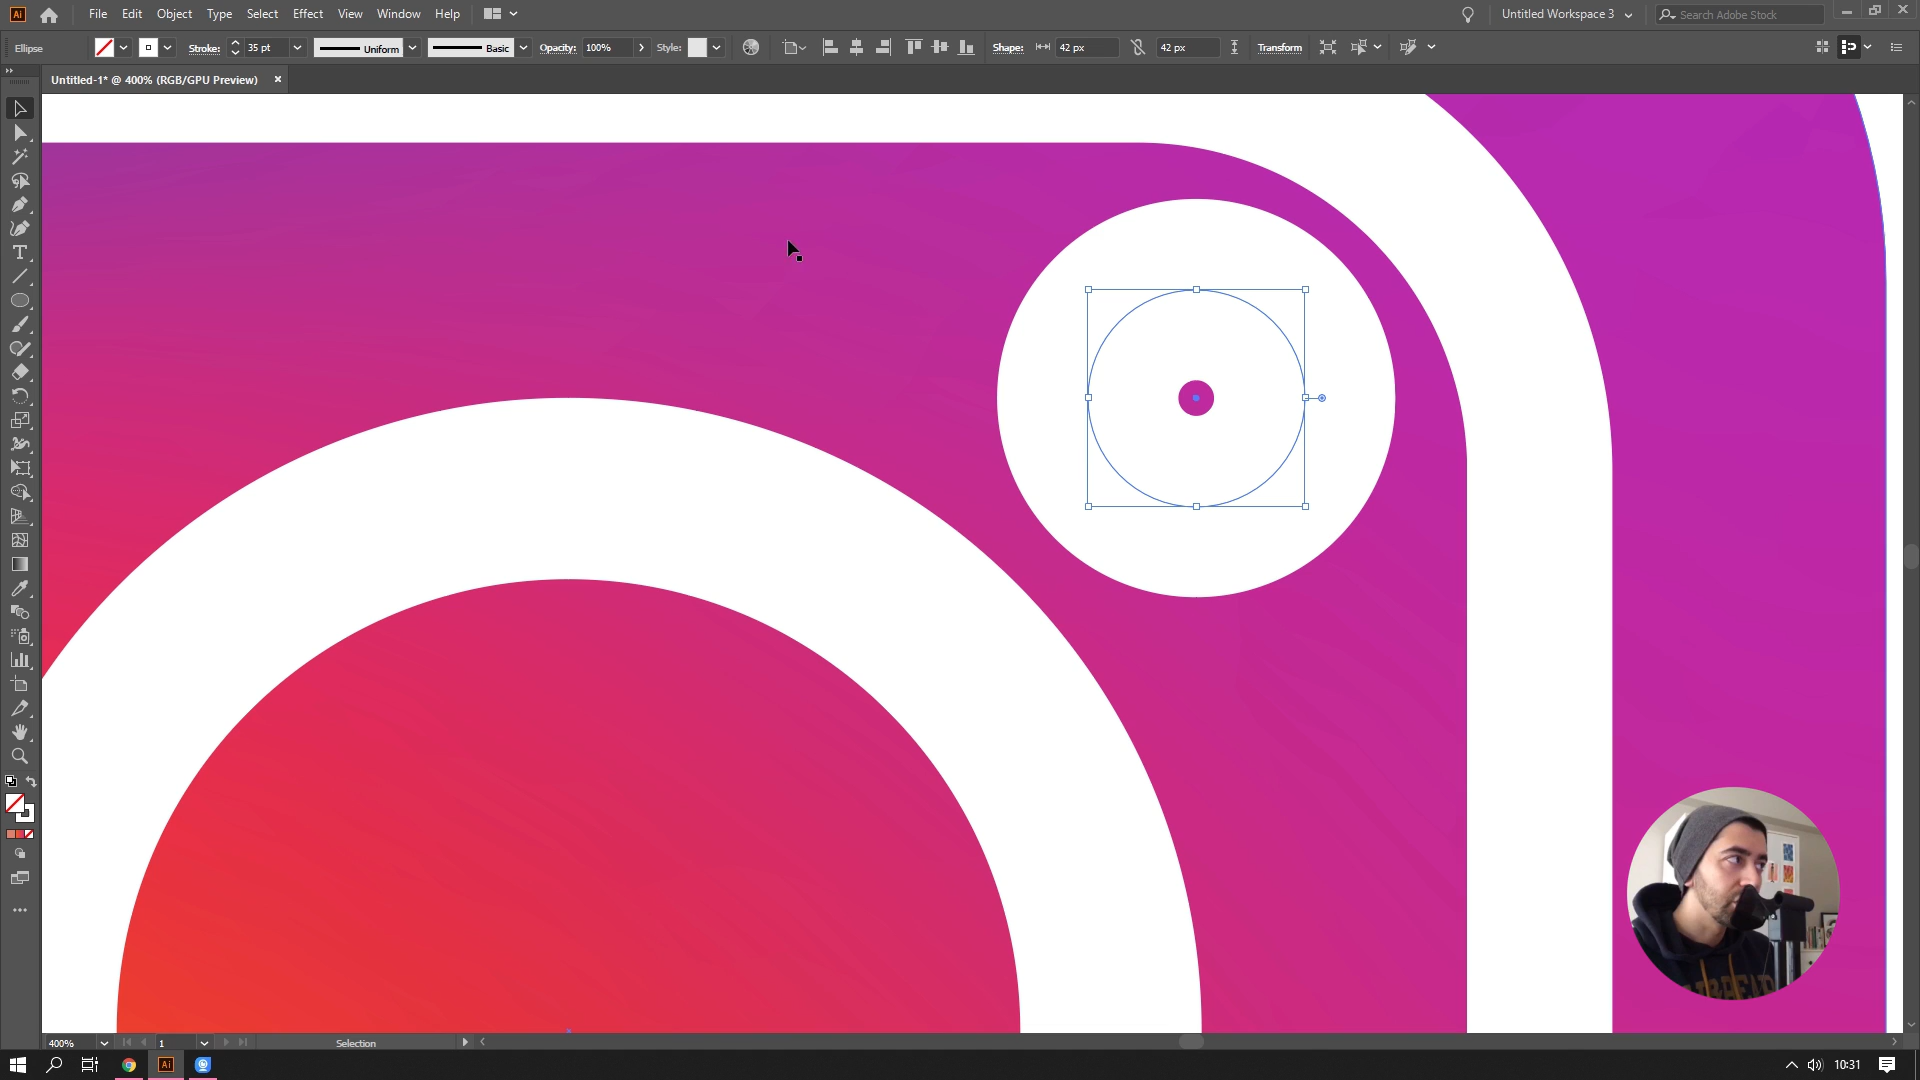 Ai File Edit Object Type Select Effect View Window Help Untitled Workspace 3 Search Adobe Stock
Ellipse Stroke: 35 pt Uniform Basic Opacity: 100% Style: Shape: 42 px 42 px Transform
Untitled-1* @ 400% (RGB/GPU Preview)
T
400% 1 Selection
Ai 10:31